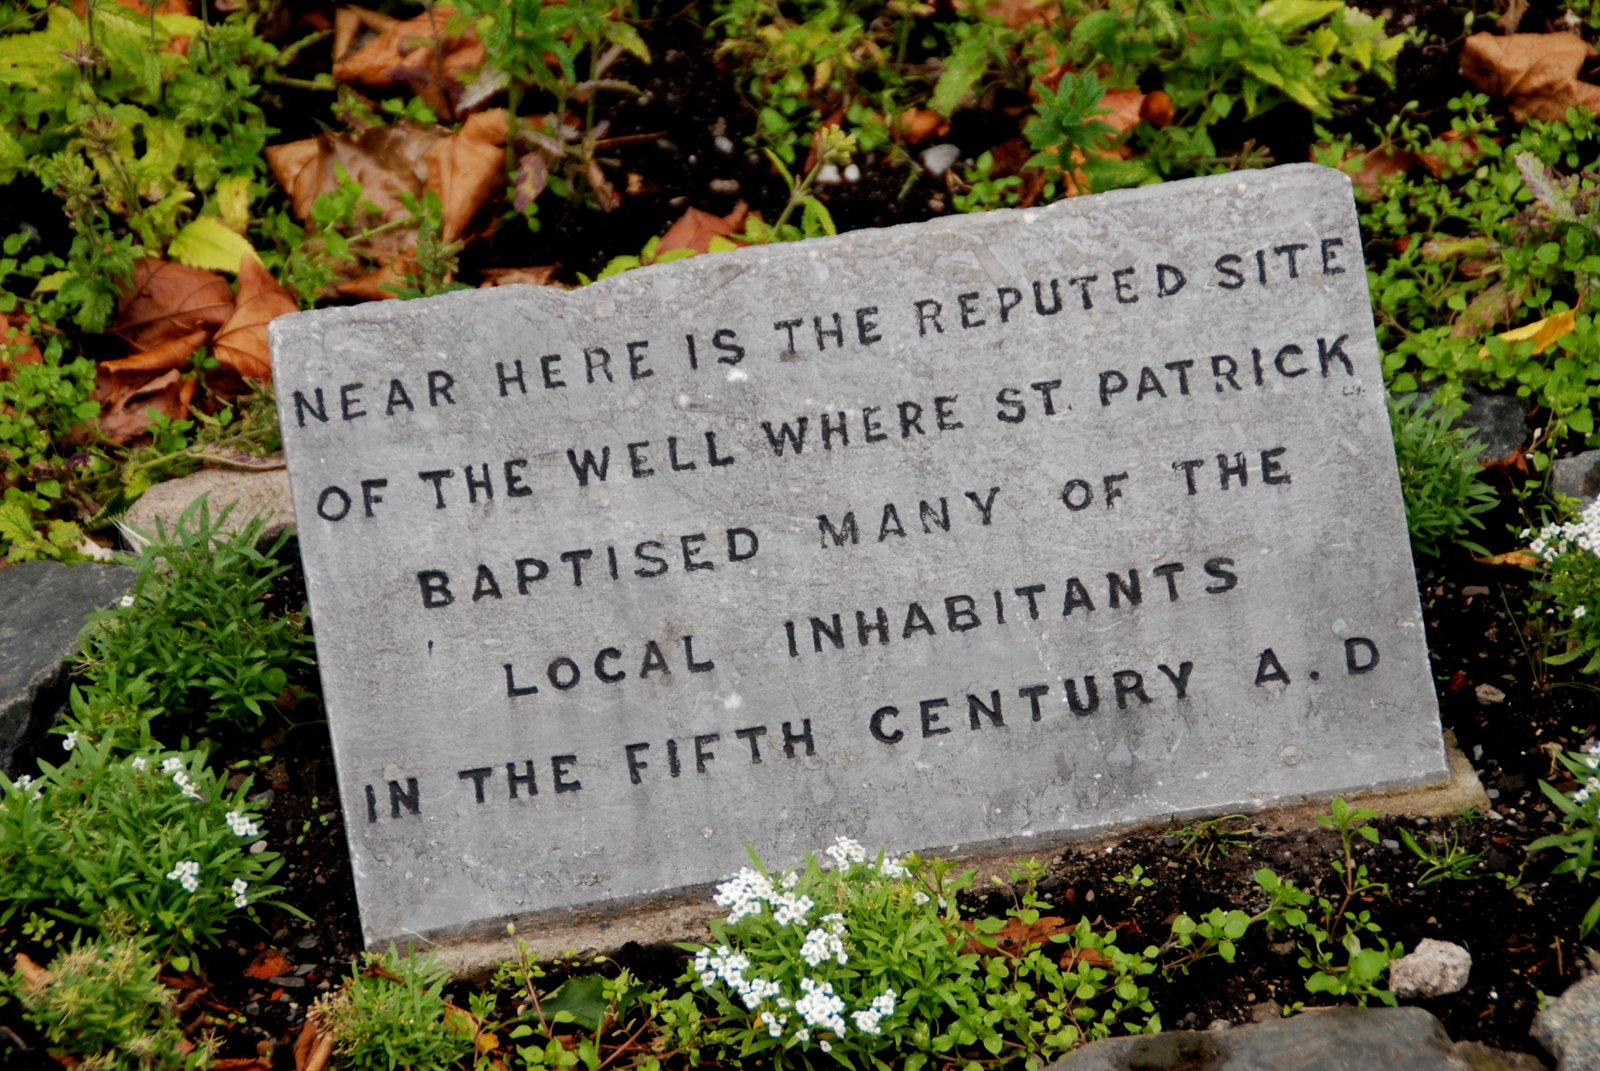 NEAR HERE IS THE REPUTED SITE
OF THE WELL WHERE ST. PATRICK
BAPTISED MANY OF THE
LOCAL INHABITANTS
IN THE FIFTH CENTURY A.D